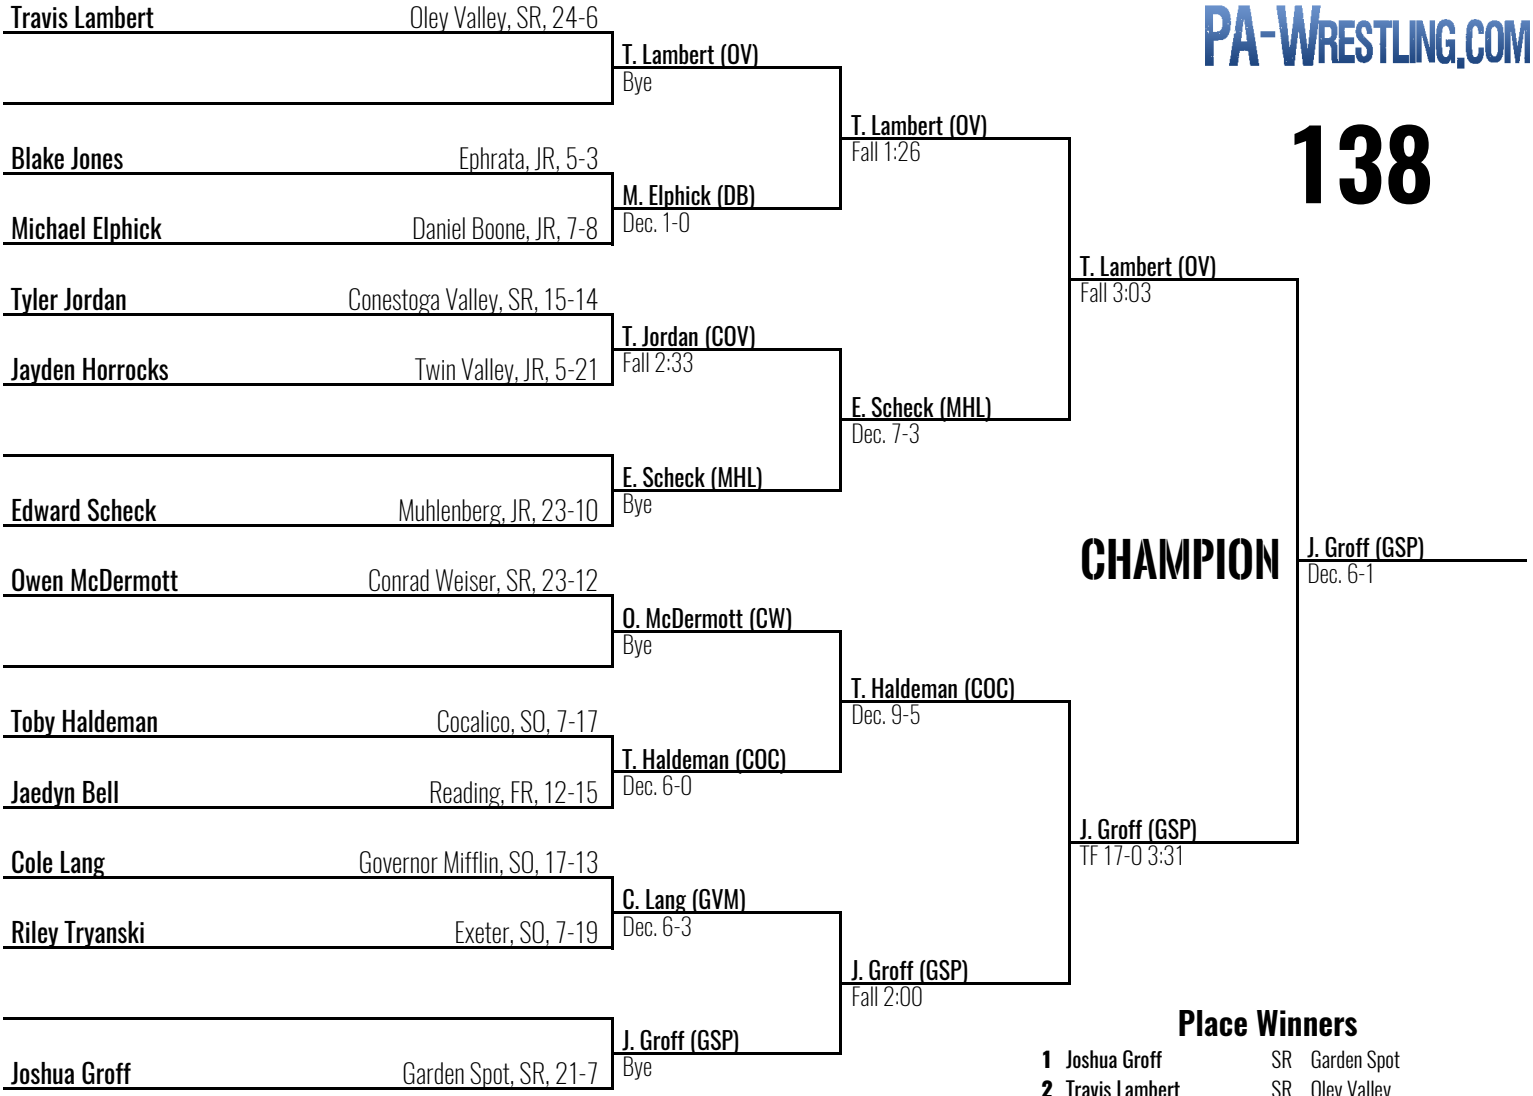 PA-WRESTLING.COM
138
Travis Lambert Oley Valley, SR, 24-6
T. Lambert (OV)
Bye
T. Lambert (OV)
Fall 1:26
Blake Jones Ephrata, JR, 5-3
M. Elphick (DB)
Dec. 1-0
Michael Elphick Daniel Boone, JR, 7-8
T. Lambert (OV)
Fall 3:03
Tyler Jordan Conestoga Valley, SR, 15-14
T. Jordan (COV)
Fall 2:33
Jayden Horrocks Twin Valley, JR, 5-21
E. Scheck (MHL)
Dec. 7-3
E. Scheck (MHL)
Bye
Edward Scheck Muhlenberg, JR, 23-10
CHAMPION
J. Groff (GSP)
Dec. 6-1
Owen McDermott Conrad Weiser, SR, 23-12
O. McDermott (CW)
Bye
T. Haldeman (COC)
Dec. 9-5
Toby Haldeman Cocalico, SO, 7-17
T. Haldeman (COC)
Dec. 6-0
Jaedyn Bell Reading, FR, 12-15
J. Groff (GSP)
TF 17-0 3:31
Cole Lang Governor Mifflin, SO, 17-13
C. Lang (GVM)
Dec. 6-3
Riley Tryanski Exeter, SO, 7-19
J. Groff (GSP)
Fall 2:00
J. Groff (GSP)
Bye
Joshua Groff Garden Spot, SR, 21-7
Place Winners
1 Joshua Groff SR Garden Spot
2 Travis Lambert SR Oley Valley